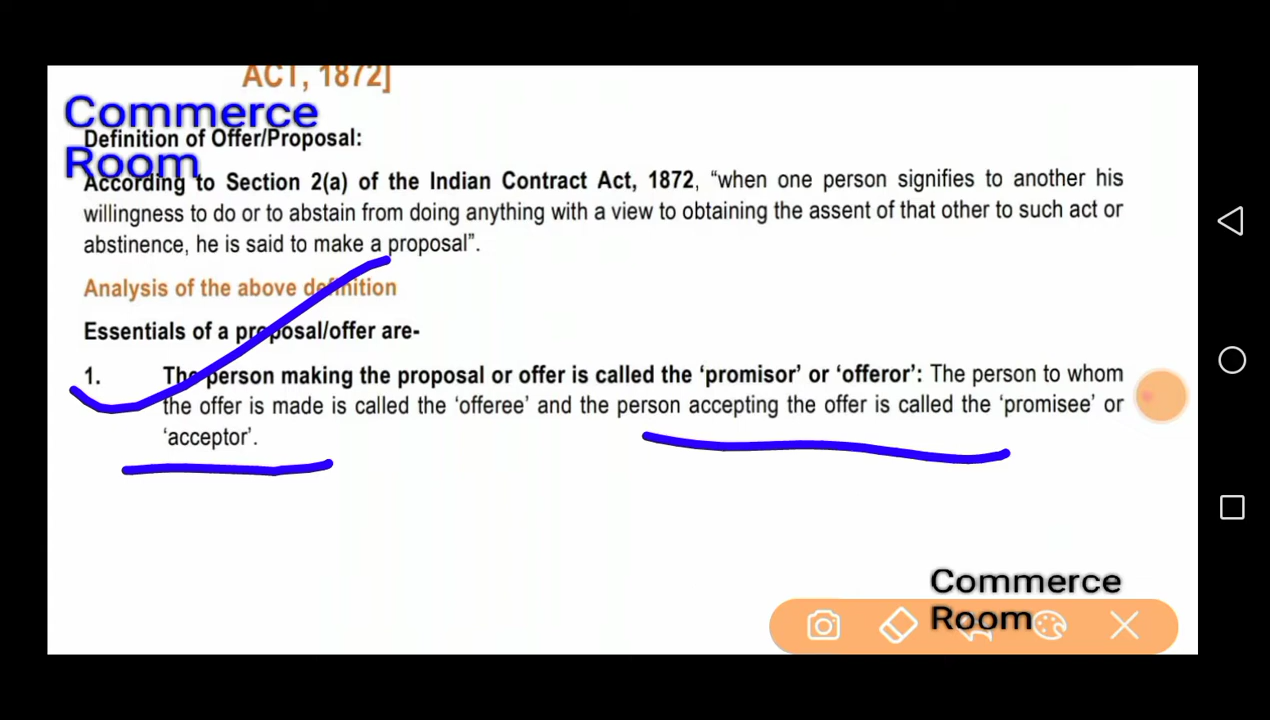 ACT, 1872]
Commerce
Definition of Offer/Proposal:
Room
According to Section 2(a) of the Indian Contract Act, 1872, “when one person signifies to another his
willingness to do or to abstain from doing anything with a view to obtaining the assent of that other to such act or
abstinence, he is said to make a proposal”.
Analysis of the above definition
Essentials of a proposal/offer are-
1. The person making the proposal or offer is called the ‘promisor’ or ‘offeror’: The person to whom
the offer is made is called the ‘offeree’ and the person accepting the offer is called the ‘promisee’ or
‘acceptor’.
Commerce
Room